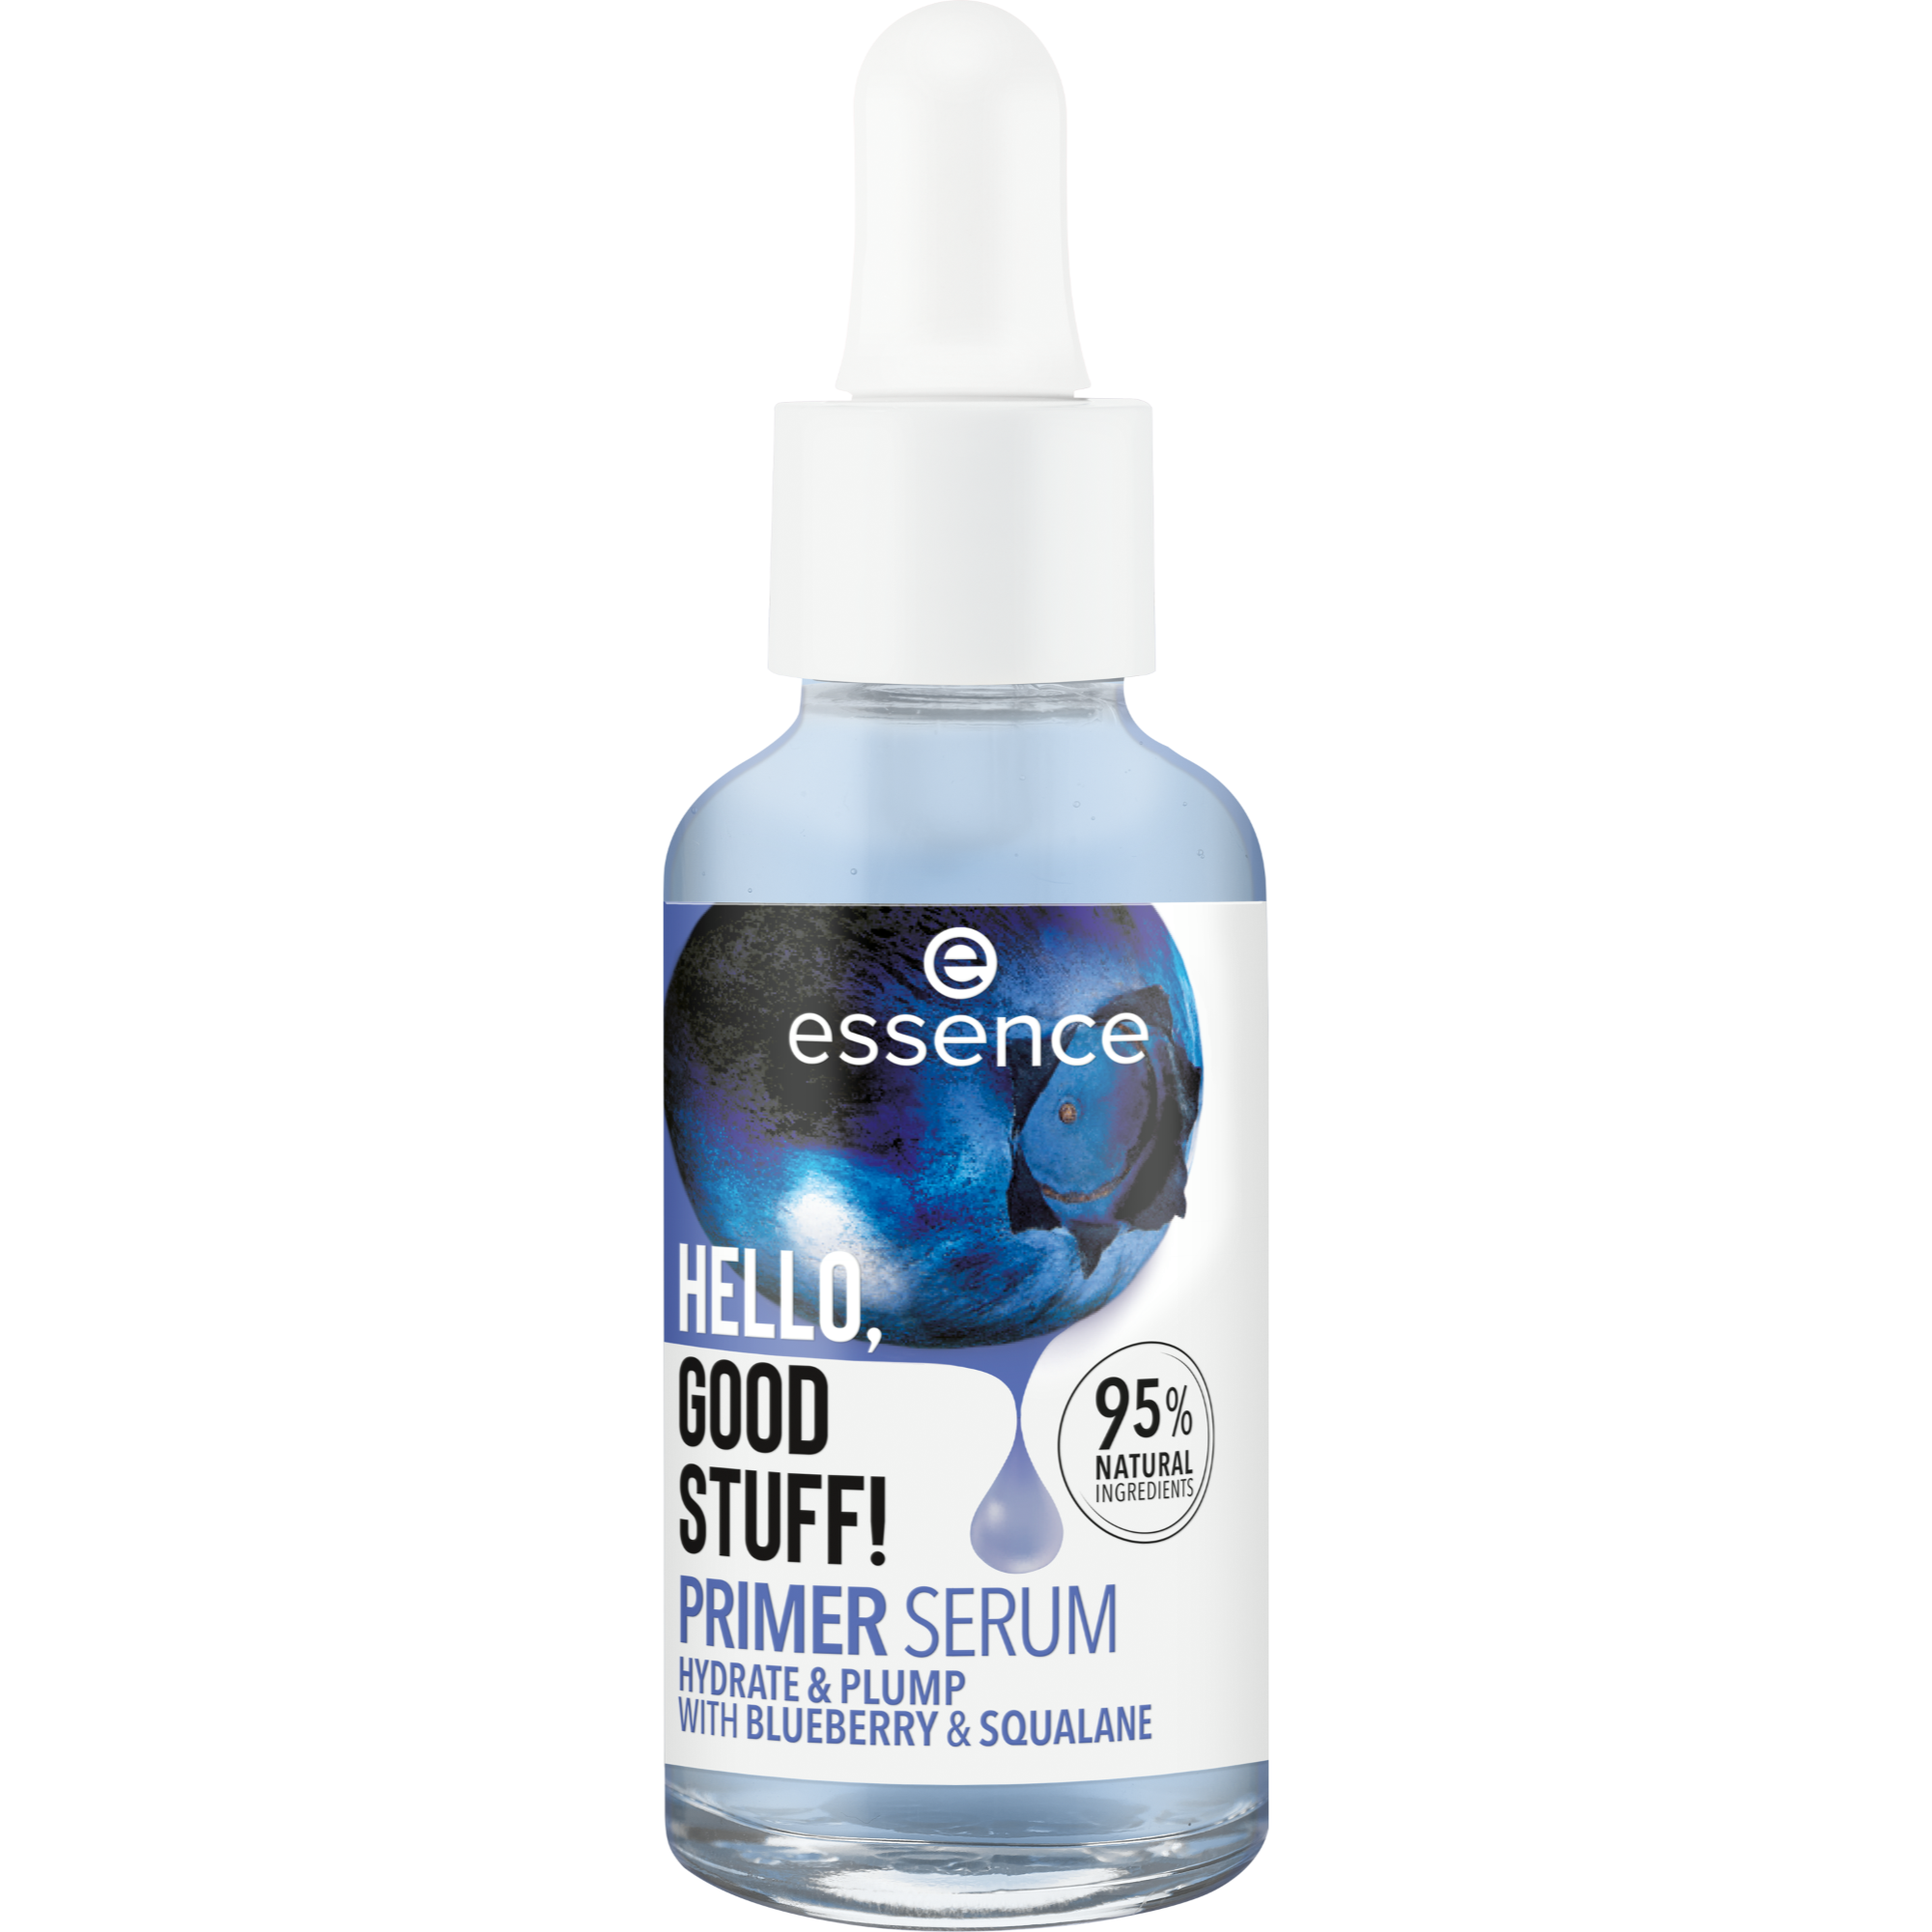 e
essence
HELLO,
GOOD
STUFF!
95%
NATURAL
INGREDIENTS
PRIMER SERUM
HYDRATE & PLUMP
WITH BLUEBERRY & SQUALANE